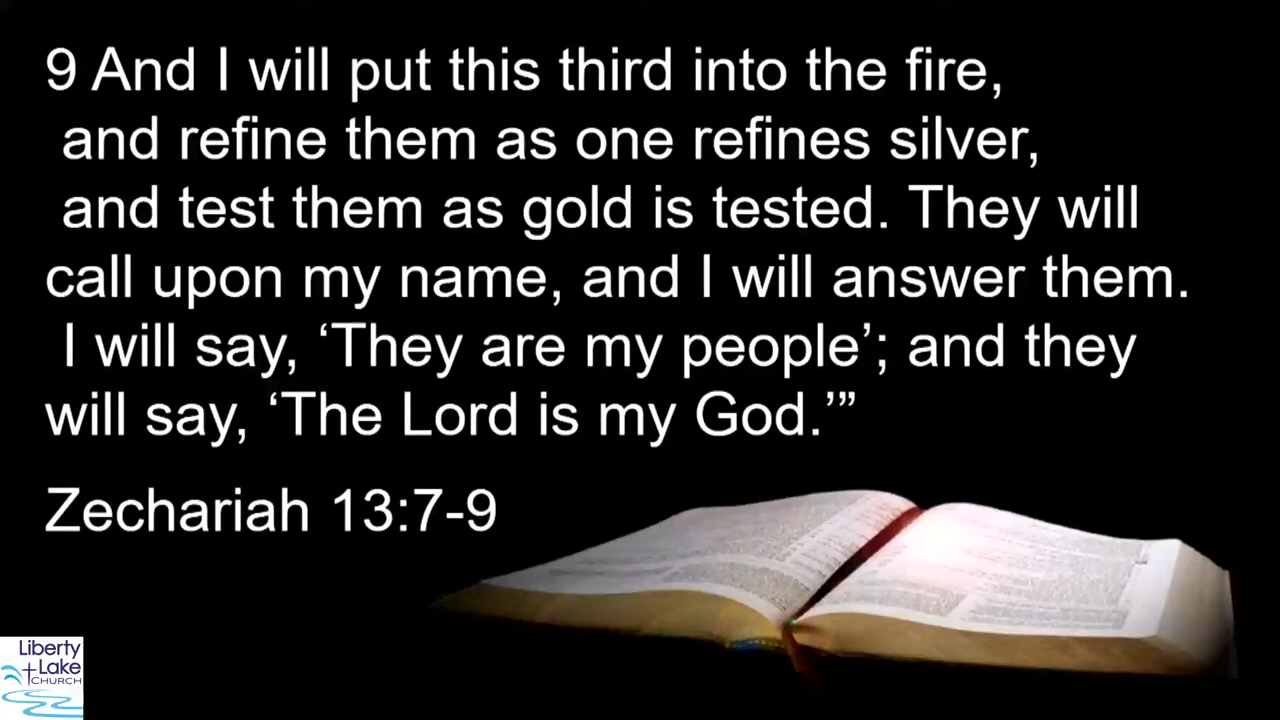 9 And I will put this third into the fire,
and refine them as one refines silver,
and test them as gold is tested. They will
call upon my name, and I will answer them.
I will say, ‘They are my people’; and they
will say, ‘The Lord is my God.’”
Zechariah 13:7-9
Liberty
Lake
CHURCH